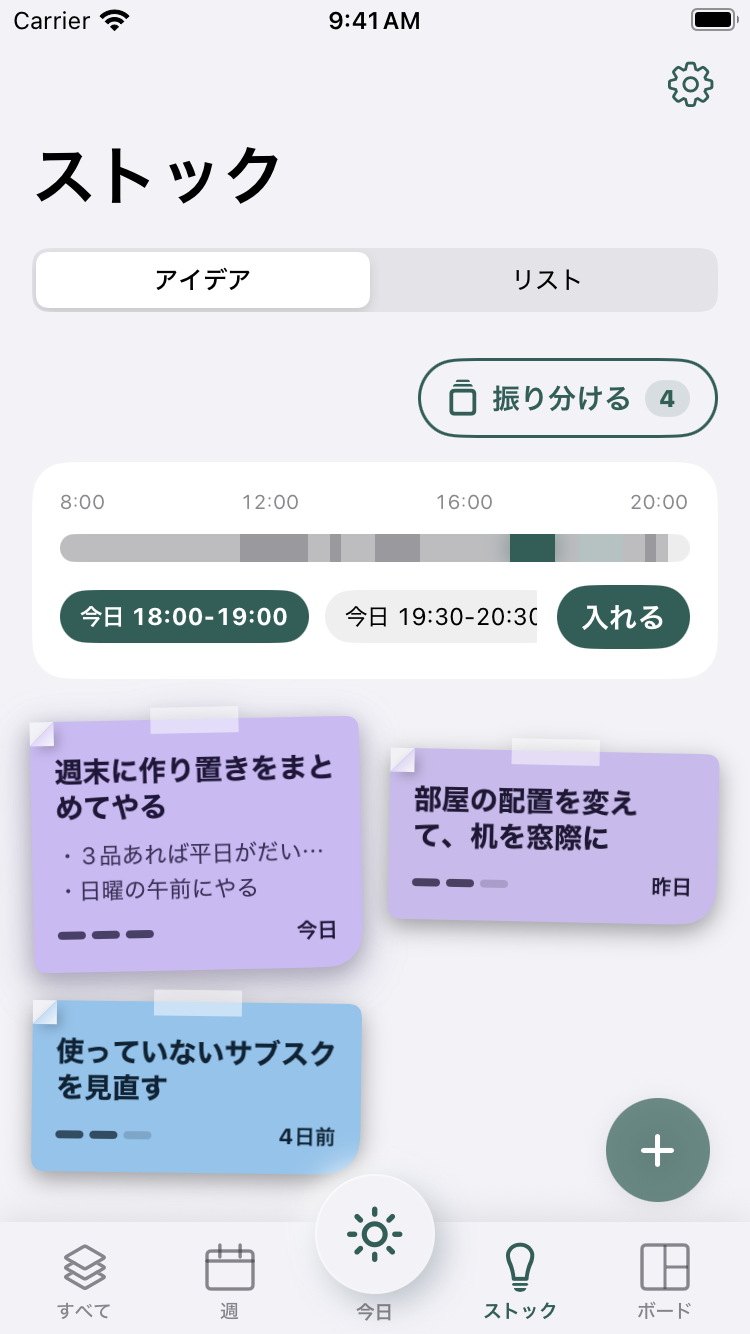 Carrier 9:41 AM
ストック
アイデア リスト
振り分ける 4
8:00 12:00 16:00 20:00
今日 18:00-19:00 今日 19:30-20:30 入れる
週末に作り置きをまと
めてやる
・３品あれば平日がだい…
・日曜の午前にやる
今日
部屋の配置を変え
て、机を窓際に
昨日
使っていないサブスク
を見直す
4日前
すべて 週 今日 ストック ボード